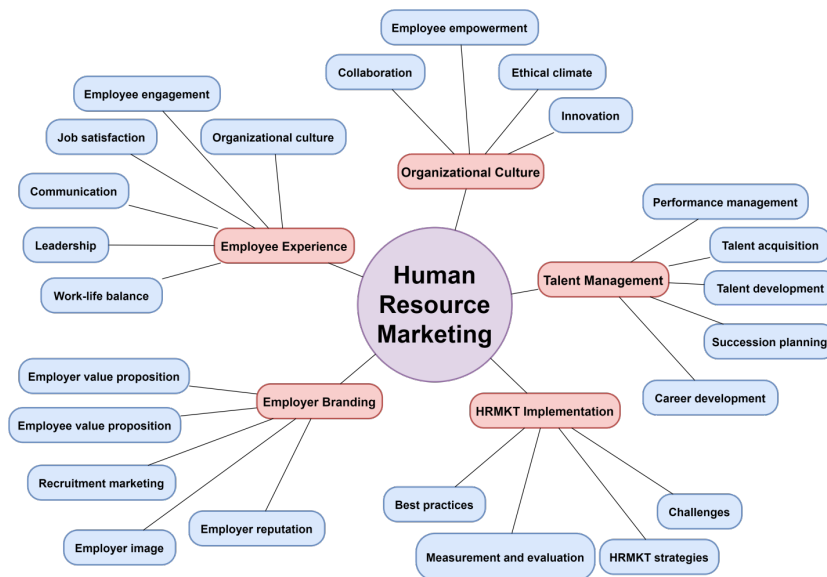 Employee empowerment
Collaboration
Ethical climate
Innovation
Organizational Culture
Employee engagement
Job satisfaction
Organizational culture
Communication
Leadership
Work-life balance
Employee Experience
Human
Resource
Marketing
Performance management
Talent acquisition
Talent Management
Talent development
Succession planning
Career development
Employer value proposition
Employee value proposition
Employer Branding
Recruitment marketing
Employer image
Employer reputation
HRMKT Implementation
Best practices
Measurement and evaluation
HRMKT strategies
Challenges